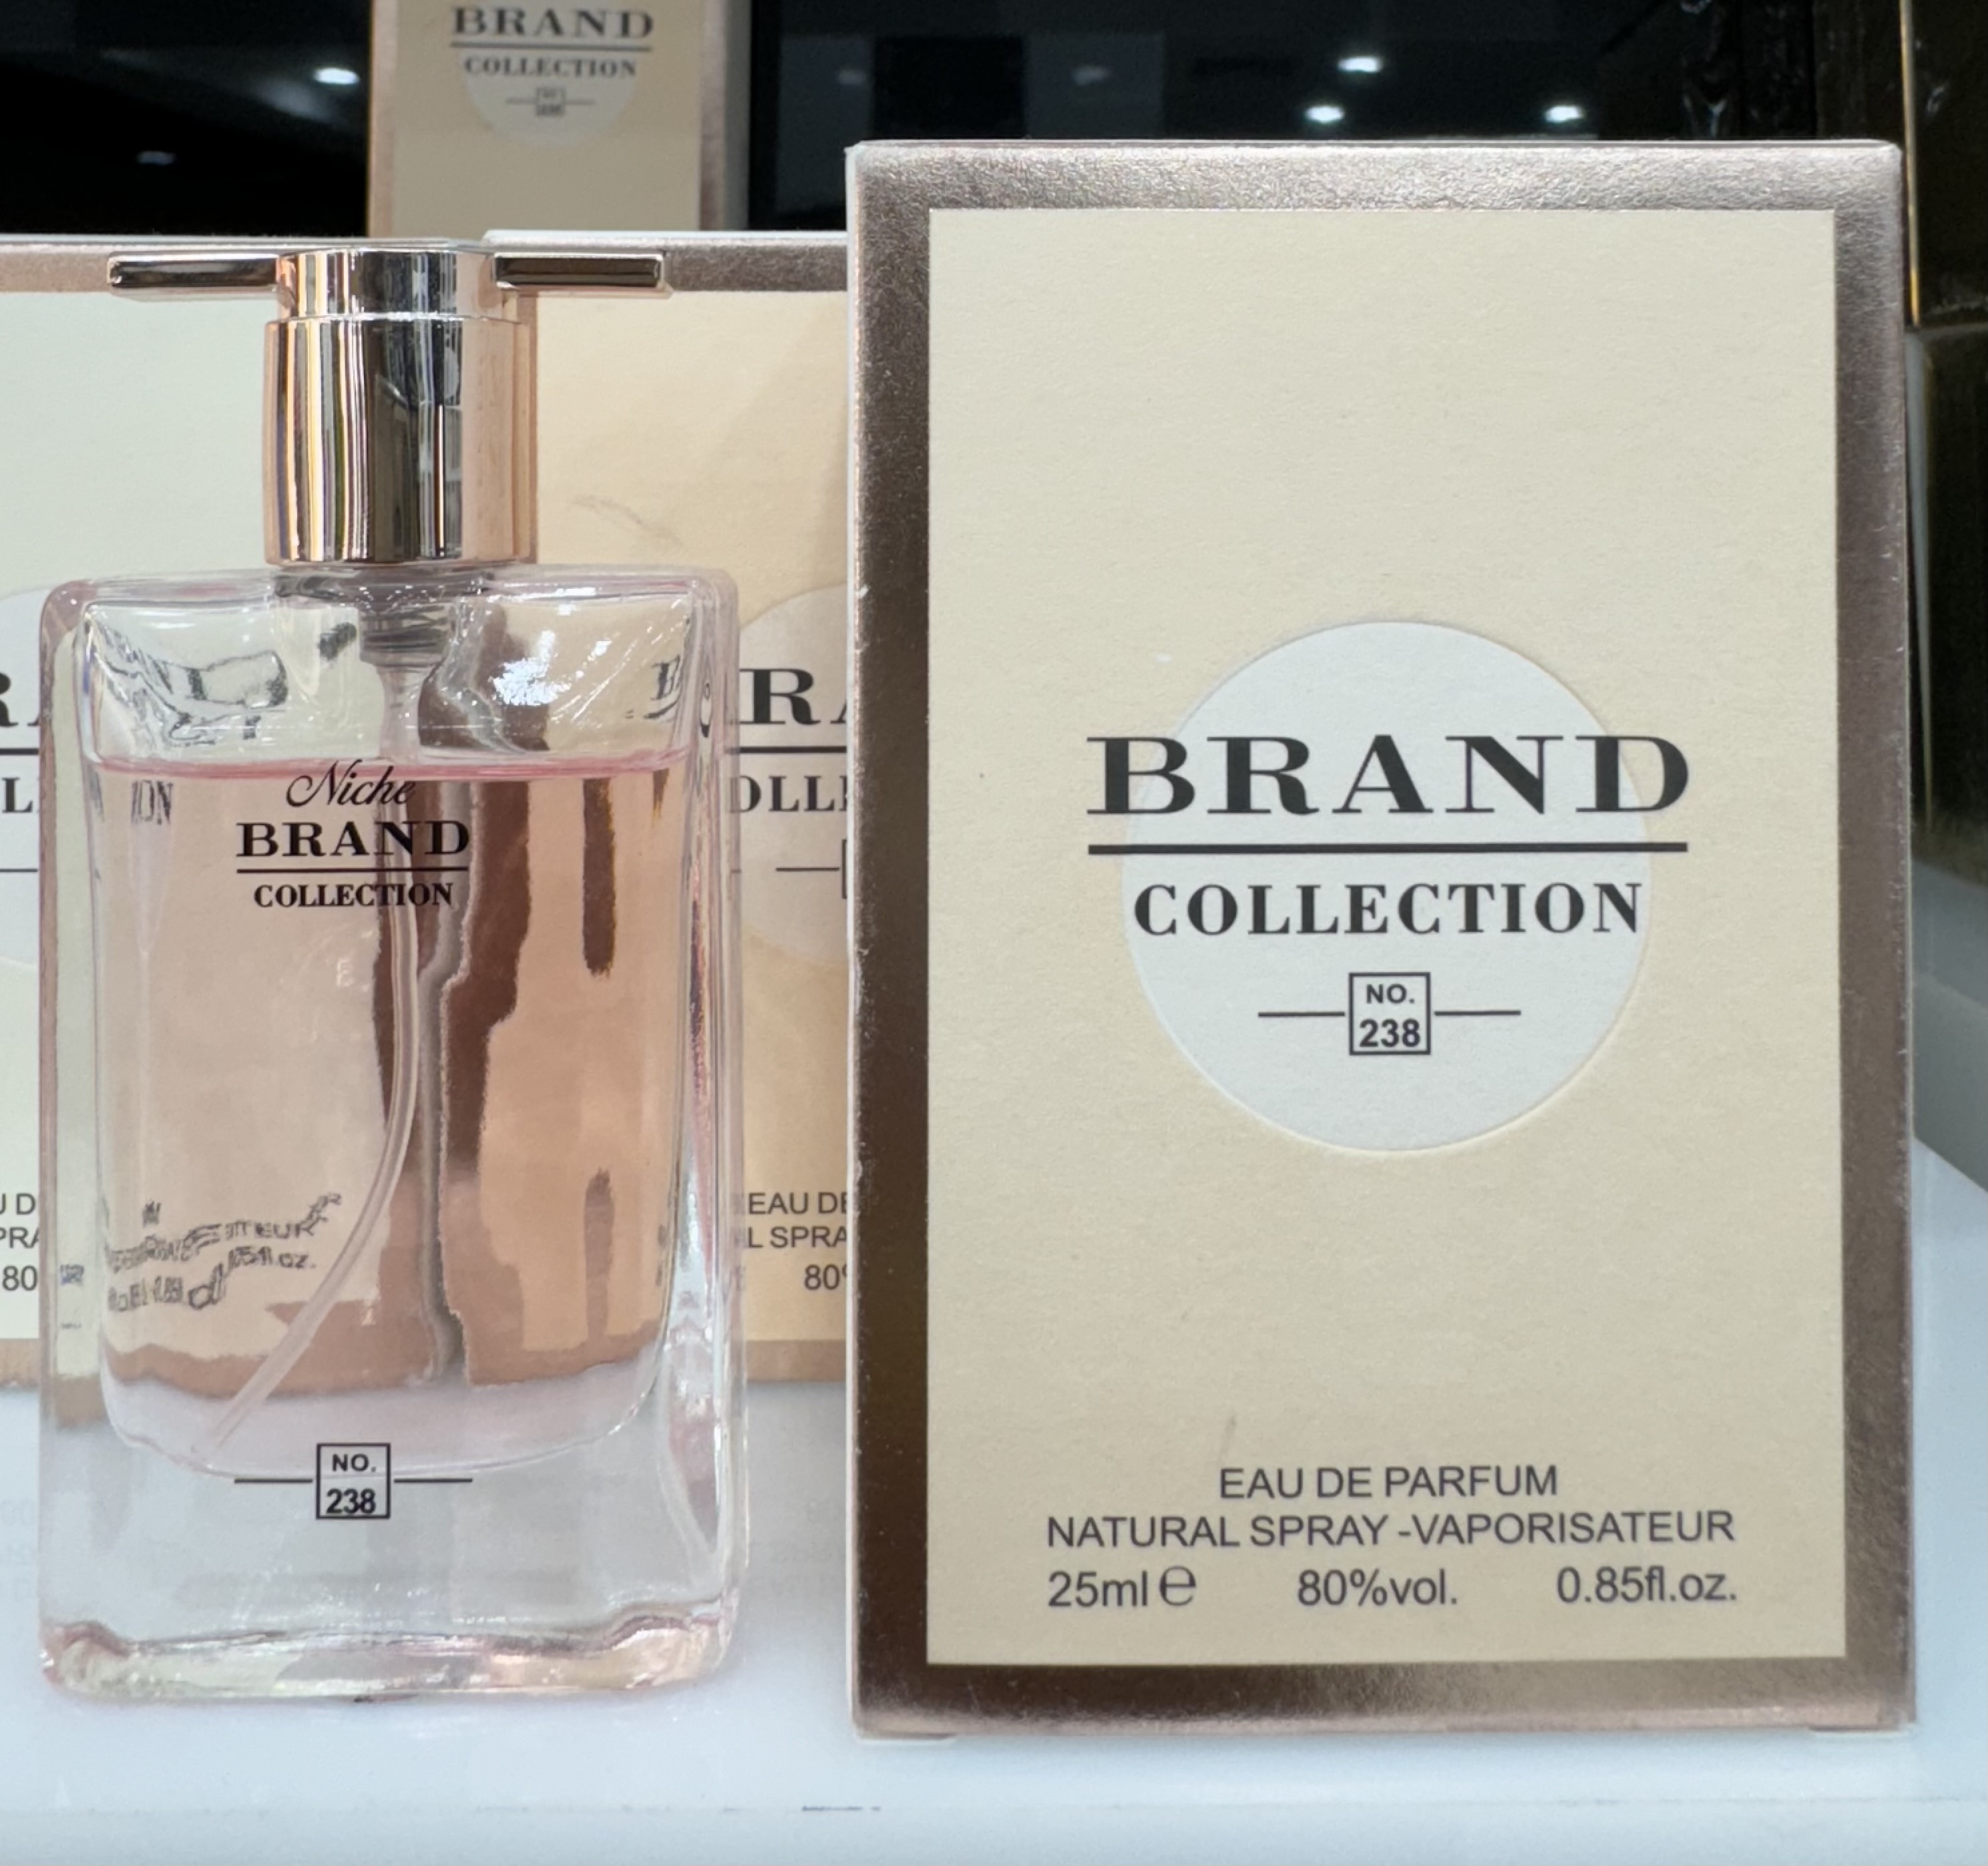 BRAND
COLLECTION
Niche
BRAND
COLLECTION
NO.
238
BRAND
COLLECTION
NO.
238
EAU DE PARFUM
NATURAL SPRAY -VAPORISATEUR
25ml℮ 80%vol. 0.85fl.oz.